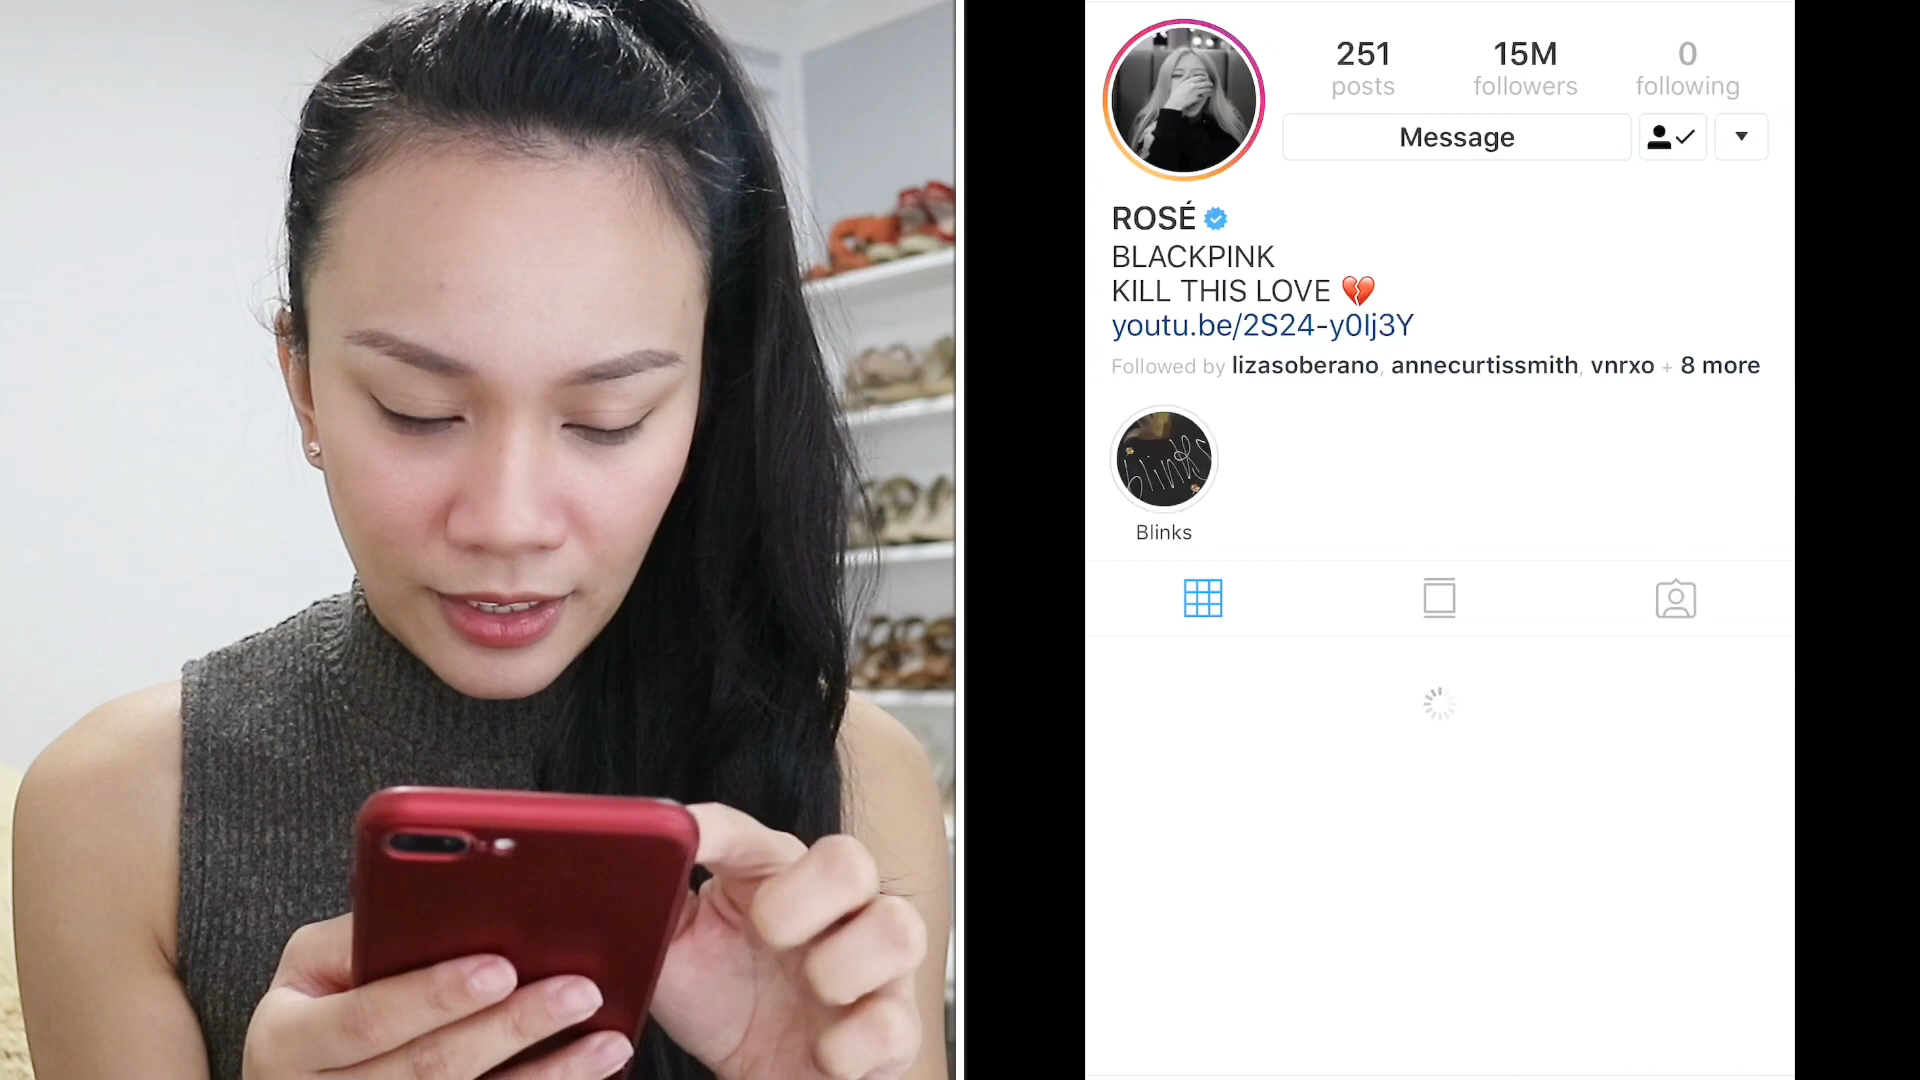 251 15M 0
posts followers following
Message
ROSÉ
BLACKPINK
KILL THIS LOVE 💔
youtu.be/2S24-y0Ij3Y
Followed by lizasoberano, annecurtissmith, vnrxo + 8 more
blinks
Blinks